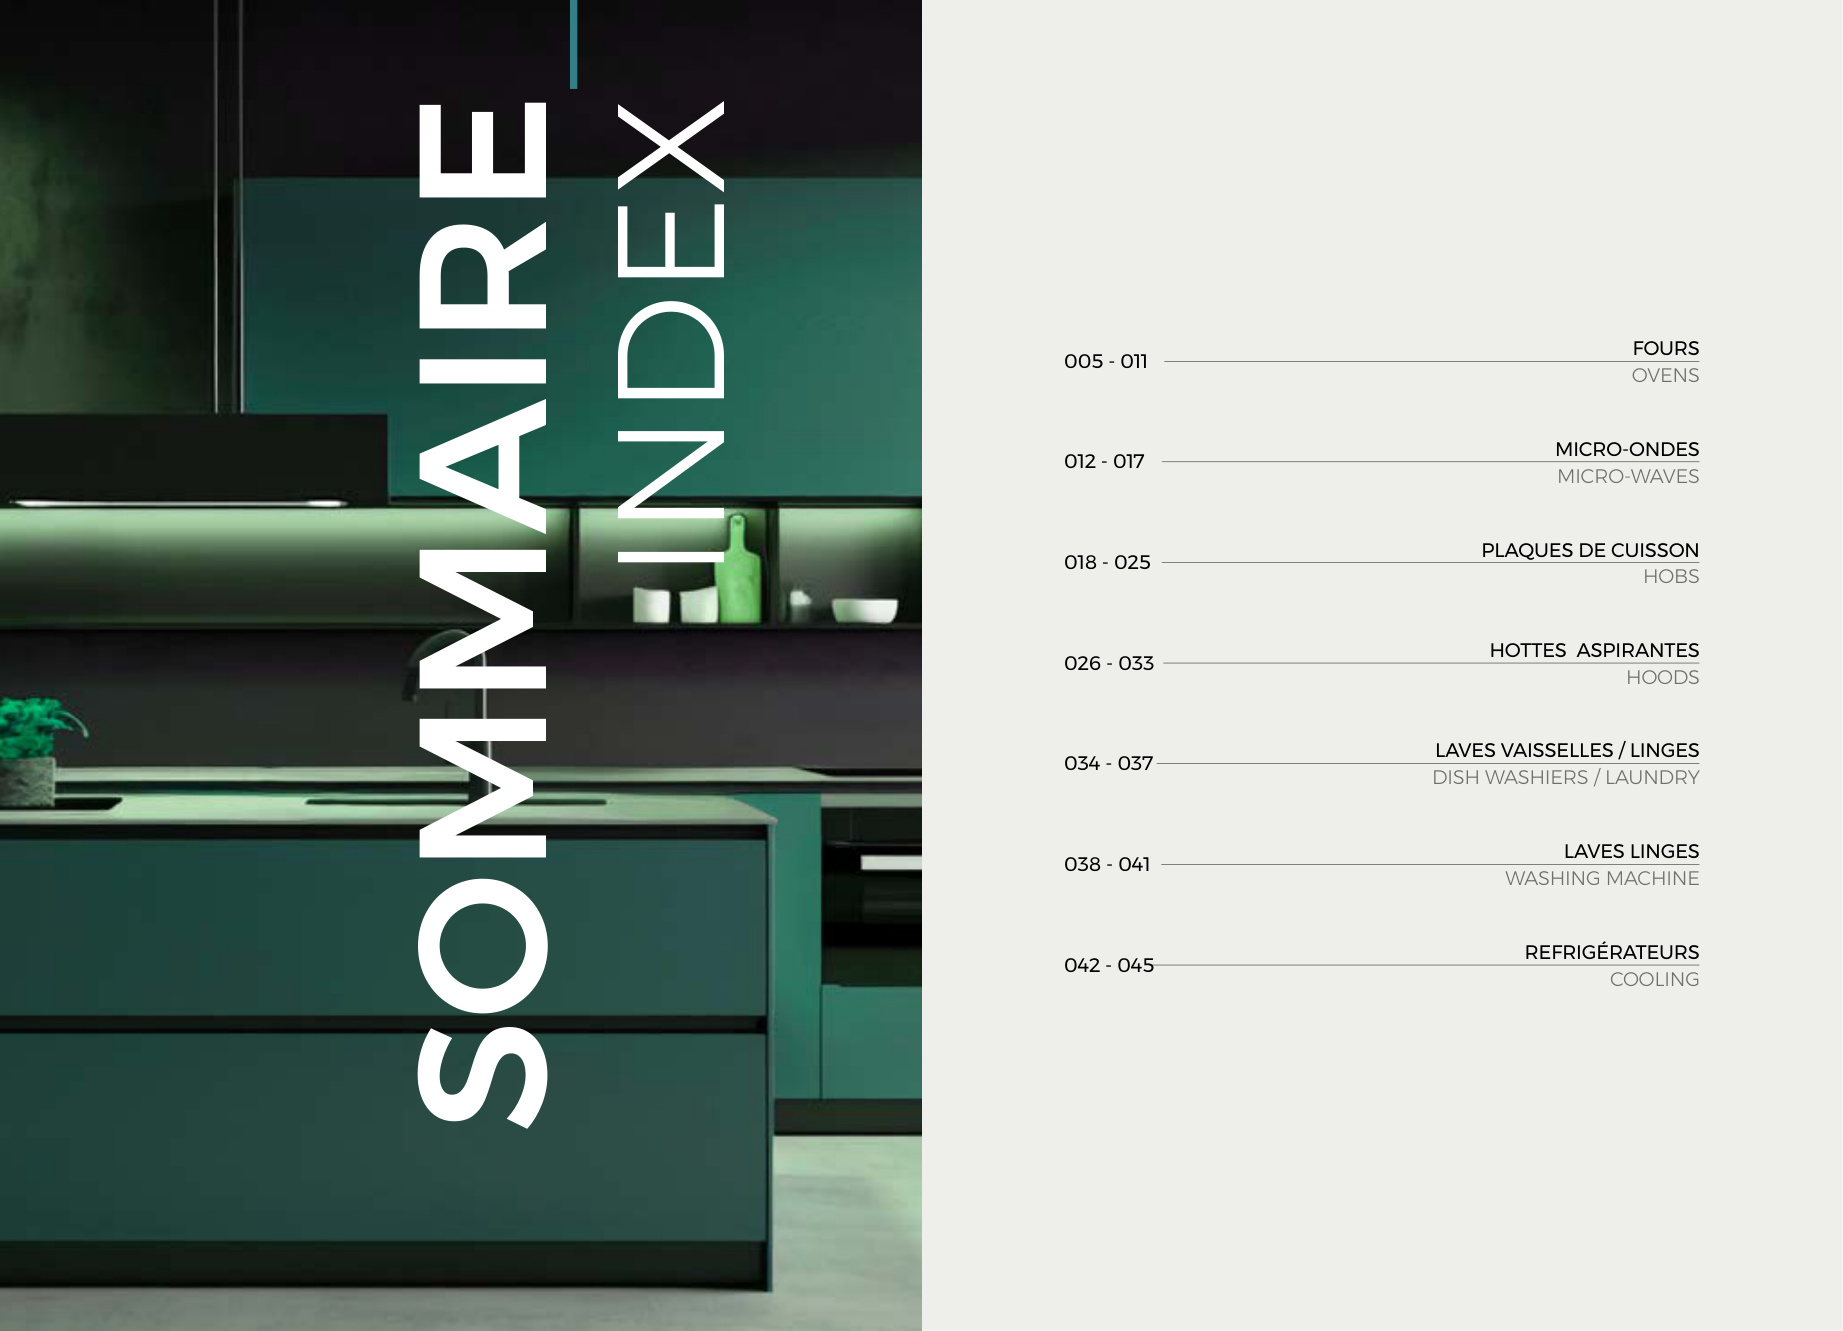 SOMMAIRE
INDEX
005 - 011
FOURS
OVENS
012 - 017
MICRO-ONDES
MICRO-WAVES
018 - 025
PLAQUES DE CUISSON
HOBS
026 - 033
HOTTES ASPIRANTES
HOODS
034 - 037
LAVES VAISSELLES / LINGES
DISH WASHIERS / LAUNDRY
038 - 041
LAVES LINGES
WASHING MACHINE
042 - 045
REFRIGÉRATEURS
COOLING